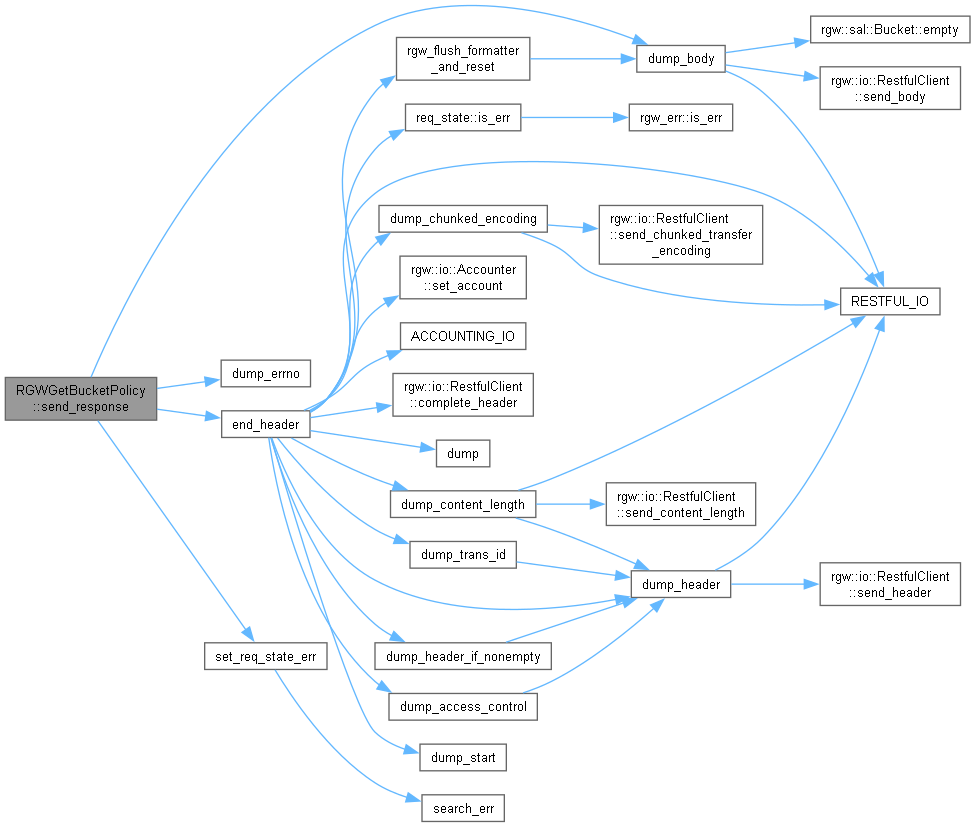 RGWGetBucketPolicy
::send_response
dump_errno
end_header
set_req_state_err
rgw_flush_formatter
_and_reset
req_state::is_err
dump_chunked_encoding
rgw::io::Accounter
::set_account
ACCOUNTING_IO
rgw::io::RestfulClient
::complete_header
dump
dump_content_length
dump_trans_id
dump_header_if_nonempty
dump_access_control
dump_start
search_err
dump_body
rgw_err::is_err
rgw::io::RestfulClient
::send_chunked_transfer
_encoding
rgw::io::RestfulClient
::send_content_length
dump_header
rgw::sal::Bucket::empty
rgw::io::RestfulClient
::send_body
RESTFUL_IO
rgw::io::RestfulClient
::send_header